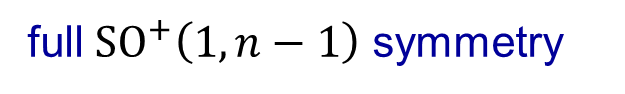 full SO⁺(1, 𝑛 − 1) symmetry